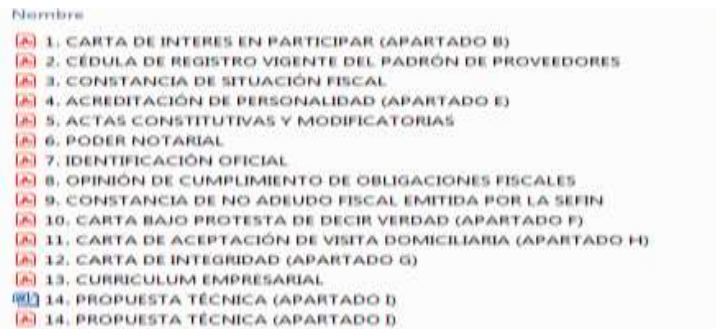 Nombre
1. CARTA DE INTERES EN PARTICIPAR (APARTADO B)
2. CÉDULA DE REGISTRO VIGENTE DEL PADRÓN DE PROVEEDORES
3. CONSTANCIA DE SITUACIÓN FISCAL
4. ACREDITACIÓN DE PERSONALIDAD (APARTADO E)
5. ACTAS CONSTITUTIVAS Y MODIFICATORIAS
6. PODER NOTARIAL
7. IDENTIFICACIÓN OFICIAL
8. OPINIÓN DE CUMPLIMIENTO DE OBLIGACIONES FISCALES
9. CONSTANCIA DE NO ADEUDO FISCAL EMITIDA POR LA SEFIN
10. CARTA BAJO PROTESTA DE DECIR VERDAD (APARTADO F)
11. CARTA DE ACEPTACIÓN DE VISITA DOMICILIARIA (APARTADO H)
12. CARTA DE INTEGRIDAD (APARTADO G)
13. CURRICULUM EMPRESARIAL
14. PROPUESTA TÉCNICA (APARTADO I)
14. PROPUESTA TÉCNICA (APARTADO I)